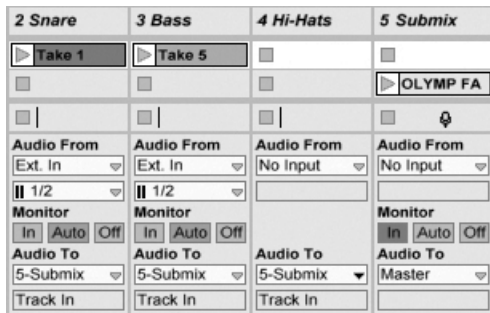 2 Snare 3 Bass 4 Hi-Hats 5 Submix
Take 1 Take 5
OLYMP FA
Audio From Audio From Audio From Audio From
Ext. In Ext. In No Input No Input
1/2 1/2
Monitor Monitor Monitor
In Auto Off In Auto Off In Auto Off
Audio To Audio To Audio To Audio To
5-Submix 5-Submix 5-Submix Master
Track In Track In Track In